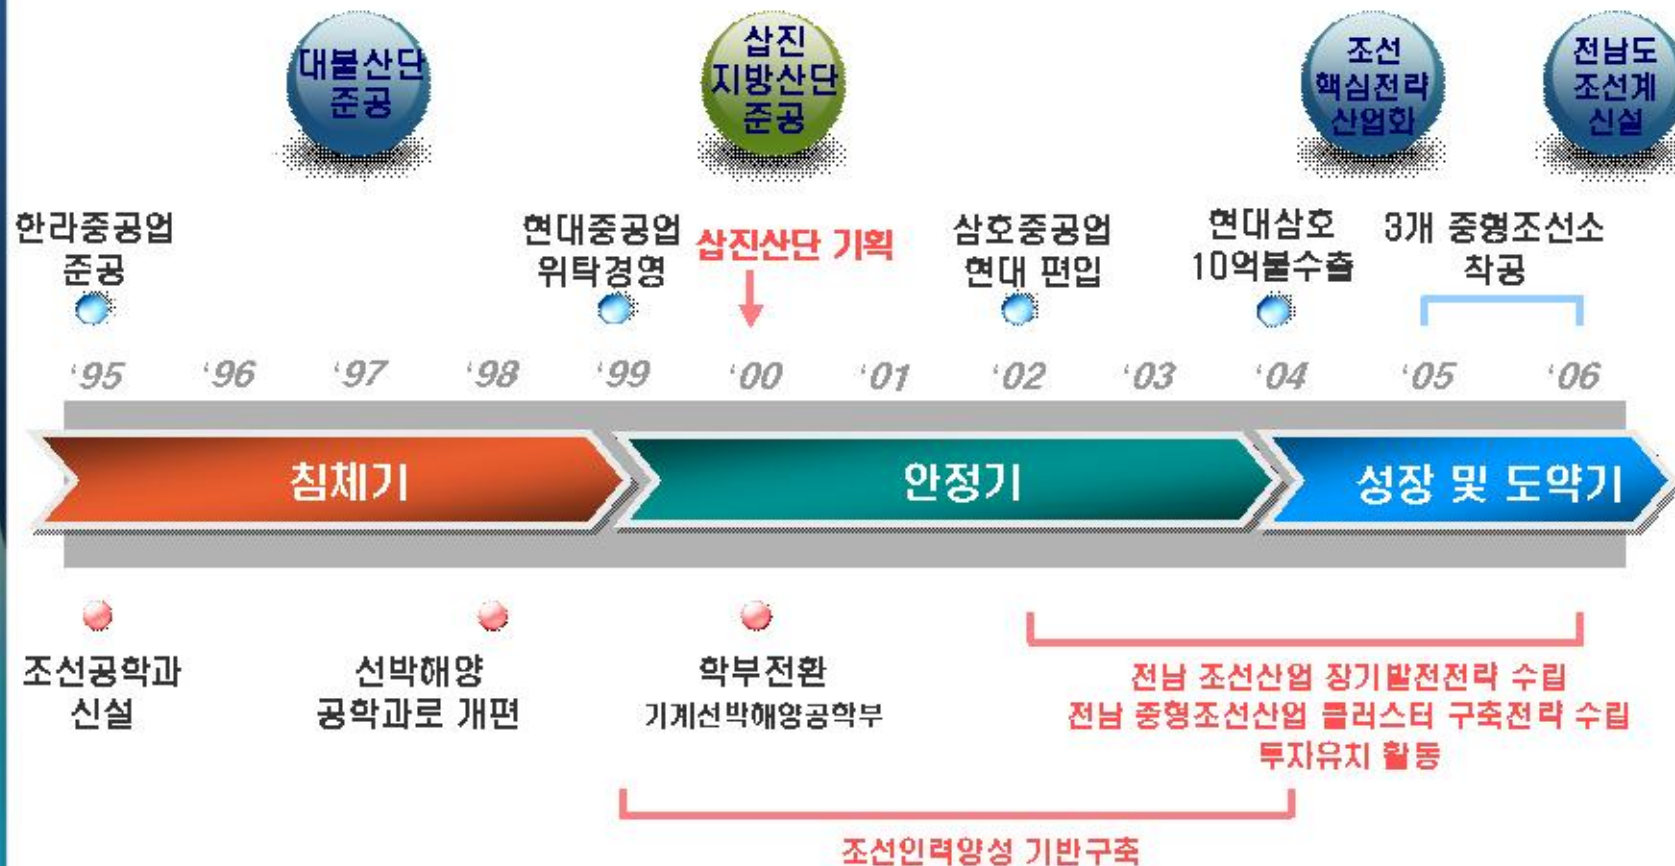 대불산단
준공
삽진
지방산단
준공
조선
핵심전략
산업화
전남도
조선계
신설
한라중공업
준공
현대중공업
위탁경영
삽진산단 기획
삼호중공업
현대 편입
현대삼호
10억불수출
3개 중형조선소
착공
‘95 ‘96 ‘97 ‘98 ‘99 ‘00 ‘01 ‘02 ‘03 ‘04 ‘05 ‘06
침체기 안정기 성장 및 도약기
조선공학과
신설
선박해양
공학과로 개편
학부전환
기계선박해양공학부
전남 조선산업 장기발전전략 수립
전남 중형조선산업 클러스터 구축전략 수립
투자유치 활동
조선인력양성 기반구축